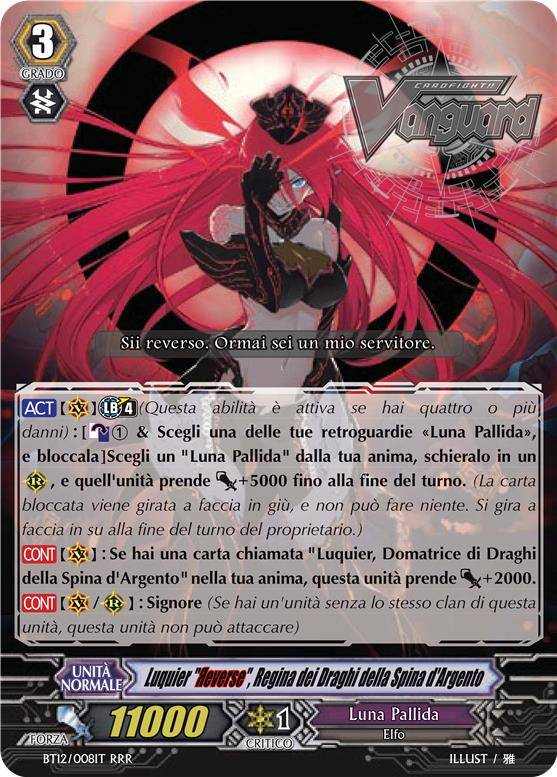 3
GRADO
CARDFIGHT!!
Vanguard
Sii reverso. Ormai sei un mio servitore.
ACT【V】LB4(Questa abilità è attiva se hai quattro o più
danni) : [① & Scegli una delle tue retroguardie «Luna Pallida»,
e bloccala]Scegli un "Luna Pallida" dalla tua anima, schieralo in un
R, e quell'unità prende +5000 fino alla fine del turno. (La carta
bloccata viene girata a faccia in giù, e non può fare niente. Si gira a
faccia in su alla fine del turno del proprietario.)
CONT【V】: Se hai una carta chiamata "Luquier, Domatrice di Draghi
della Spina d'Argento" nella tua anima, questa unità prende +2000.
CONT【V/R】: Signore (Se hai un'unità senza lo stesso clan di questa
unità, questa unità non può attaccare)
UNITÀ
NORMALE
Luquier "Reverse", Regina dei Draghi della Spina d'Argento
FORZA
11000
1
CRITICO
Luna Pallida
Elfo
BT12/008IT RRR
ILLUST / 雅